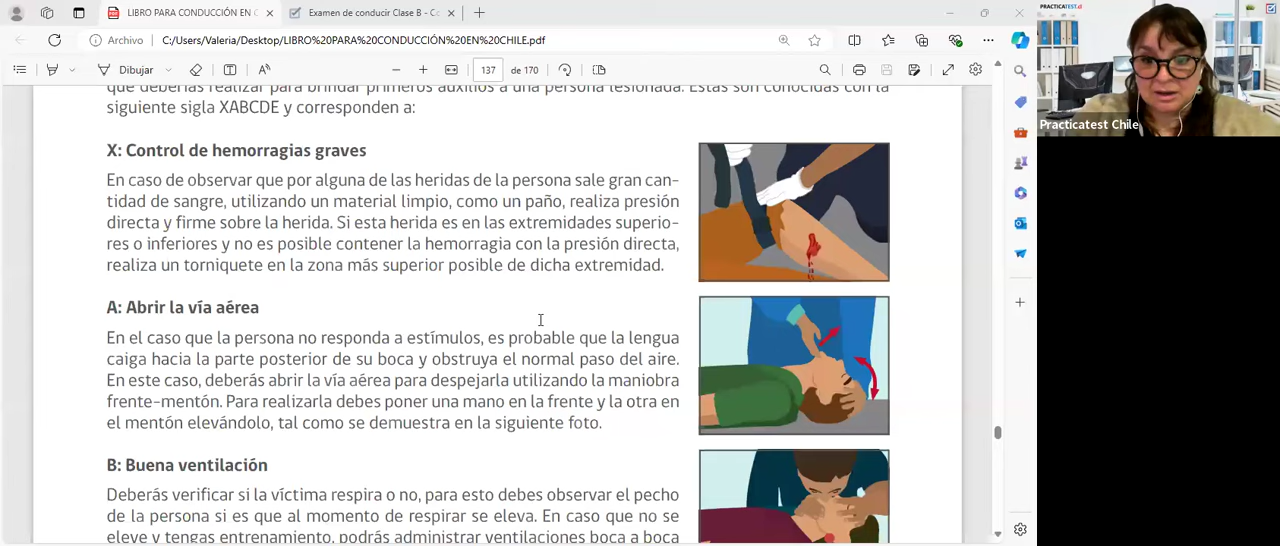 LIBRO PARA CONDUCCIÓN EN C
Examen de conducir Clase B - Co
PRACTICATEST.cl
Archivo
C:/Users/Valeria/Desktop/LIBRO%20PARA%20CONDUCCIÓN%20EN%20CHILE.pdf
Dibujar
137 de 170
Practicatest Chile
que deberías realizar para brindar primeros auxilios a una persona lesionada. Estas son conocidas con la
siguiente sigla XABCDE y corresponden a:
X: Control de hemorragias graves
En caso de observar que por alguna de las heridas de la persona sale gran can-
tidad de sangre, utilizando un material limpio, como un paño, realiza presión
directa y firme sobre la herida. Si esta herida es en las extremidades superio-
res o inferiores y no es posible contener la hemorragia con la presión directa,
realiza un torniquete en la zona más superior posible de dicha extremidad.
A: Abrir la vía aérea
En el caso que la persona no responda a estímulos, es probable que la lengua
caiga hacia la parte posterior de su boca y obstruya el normal paso del aire.
En este caso, deberás abrir la vía aérea para despejarla utilizando la maniobra
frente-mentón. Para realizarla debes poner una mano en la frente y la otra en
el mentón elevándolo, tal como se demuestra en la siguiente foto.
B: Buena ventilación
Deberás verificar si la víctima respira o no, para esto debes observar el pecho
de la persona si es que al momento de respirar se eleva. En caso que no se
eleve y tengas entrenamiento, podrás administrar ventilaciones boca a boca